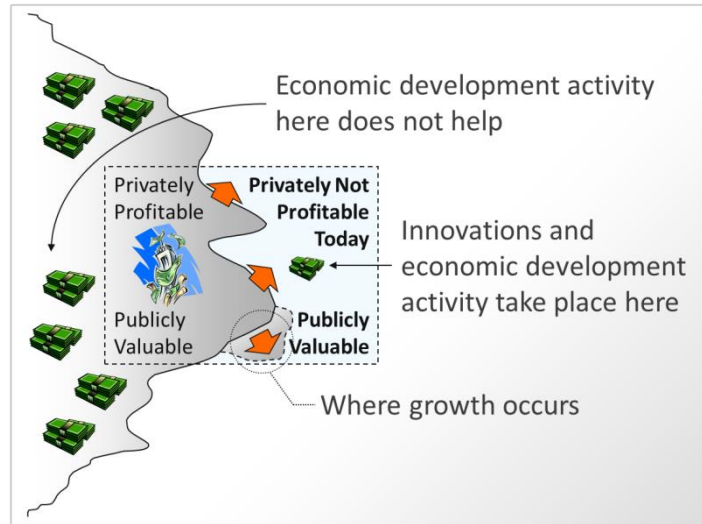 Economic development activity
here does not help
Privately
Profitable
Privately Not
Profitable
Today
Innovations and
economic development
activity take place here
Publicly
Valuable
Publicly
Valuable
Where growth occurs